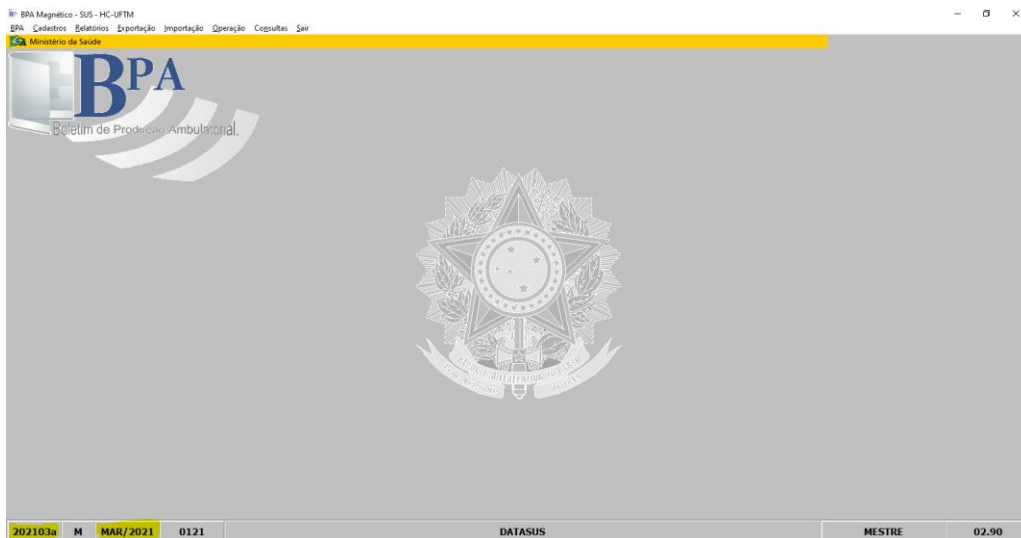 BPA Magnético - SUS - HC-UFTM
BPA Cadastros Relatórios Exportação Importação Operação Consultas Sair
Ministério da Saúde
BPA
Boletim de Produção Ambulatorial.
202103a M MAR/2021 0121 DATASUS MESTRE 02.90